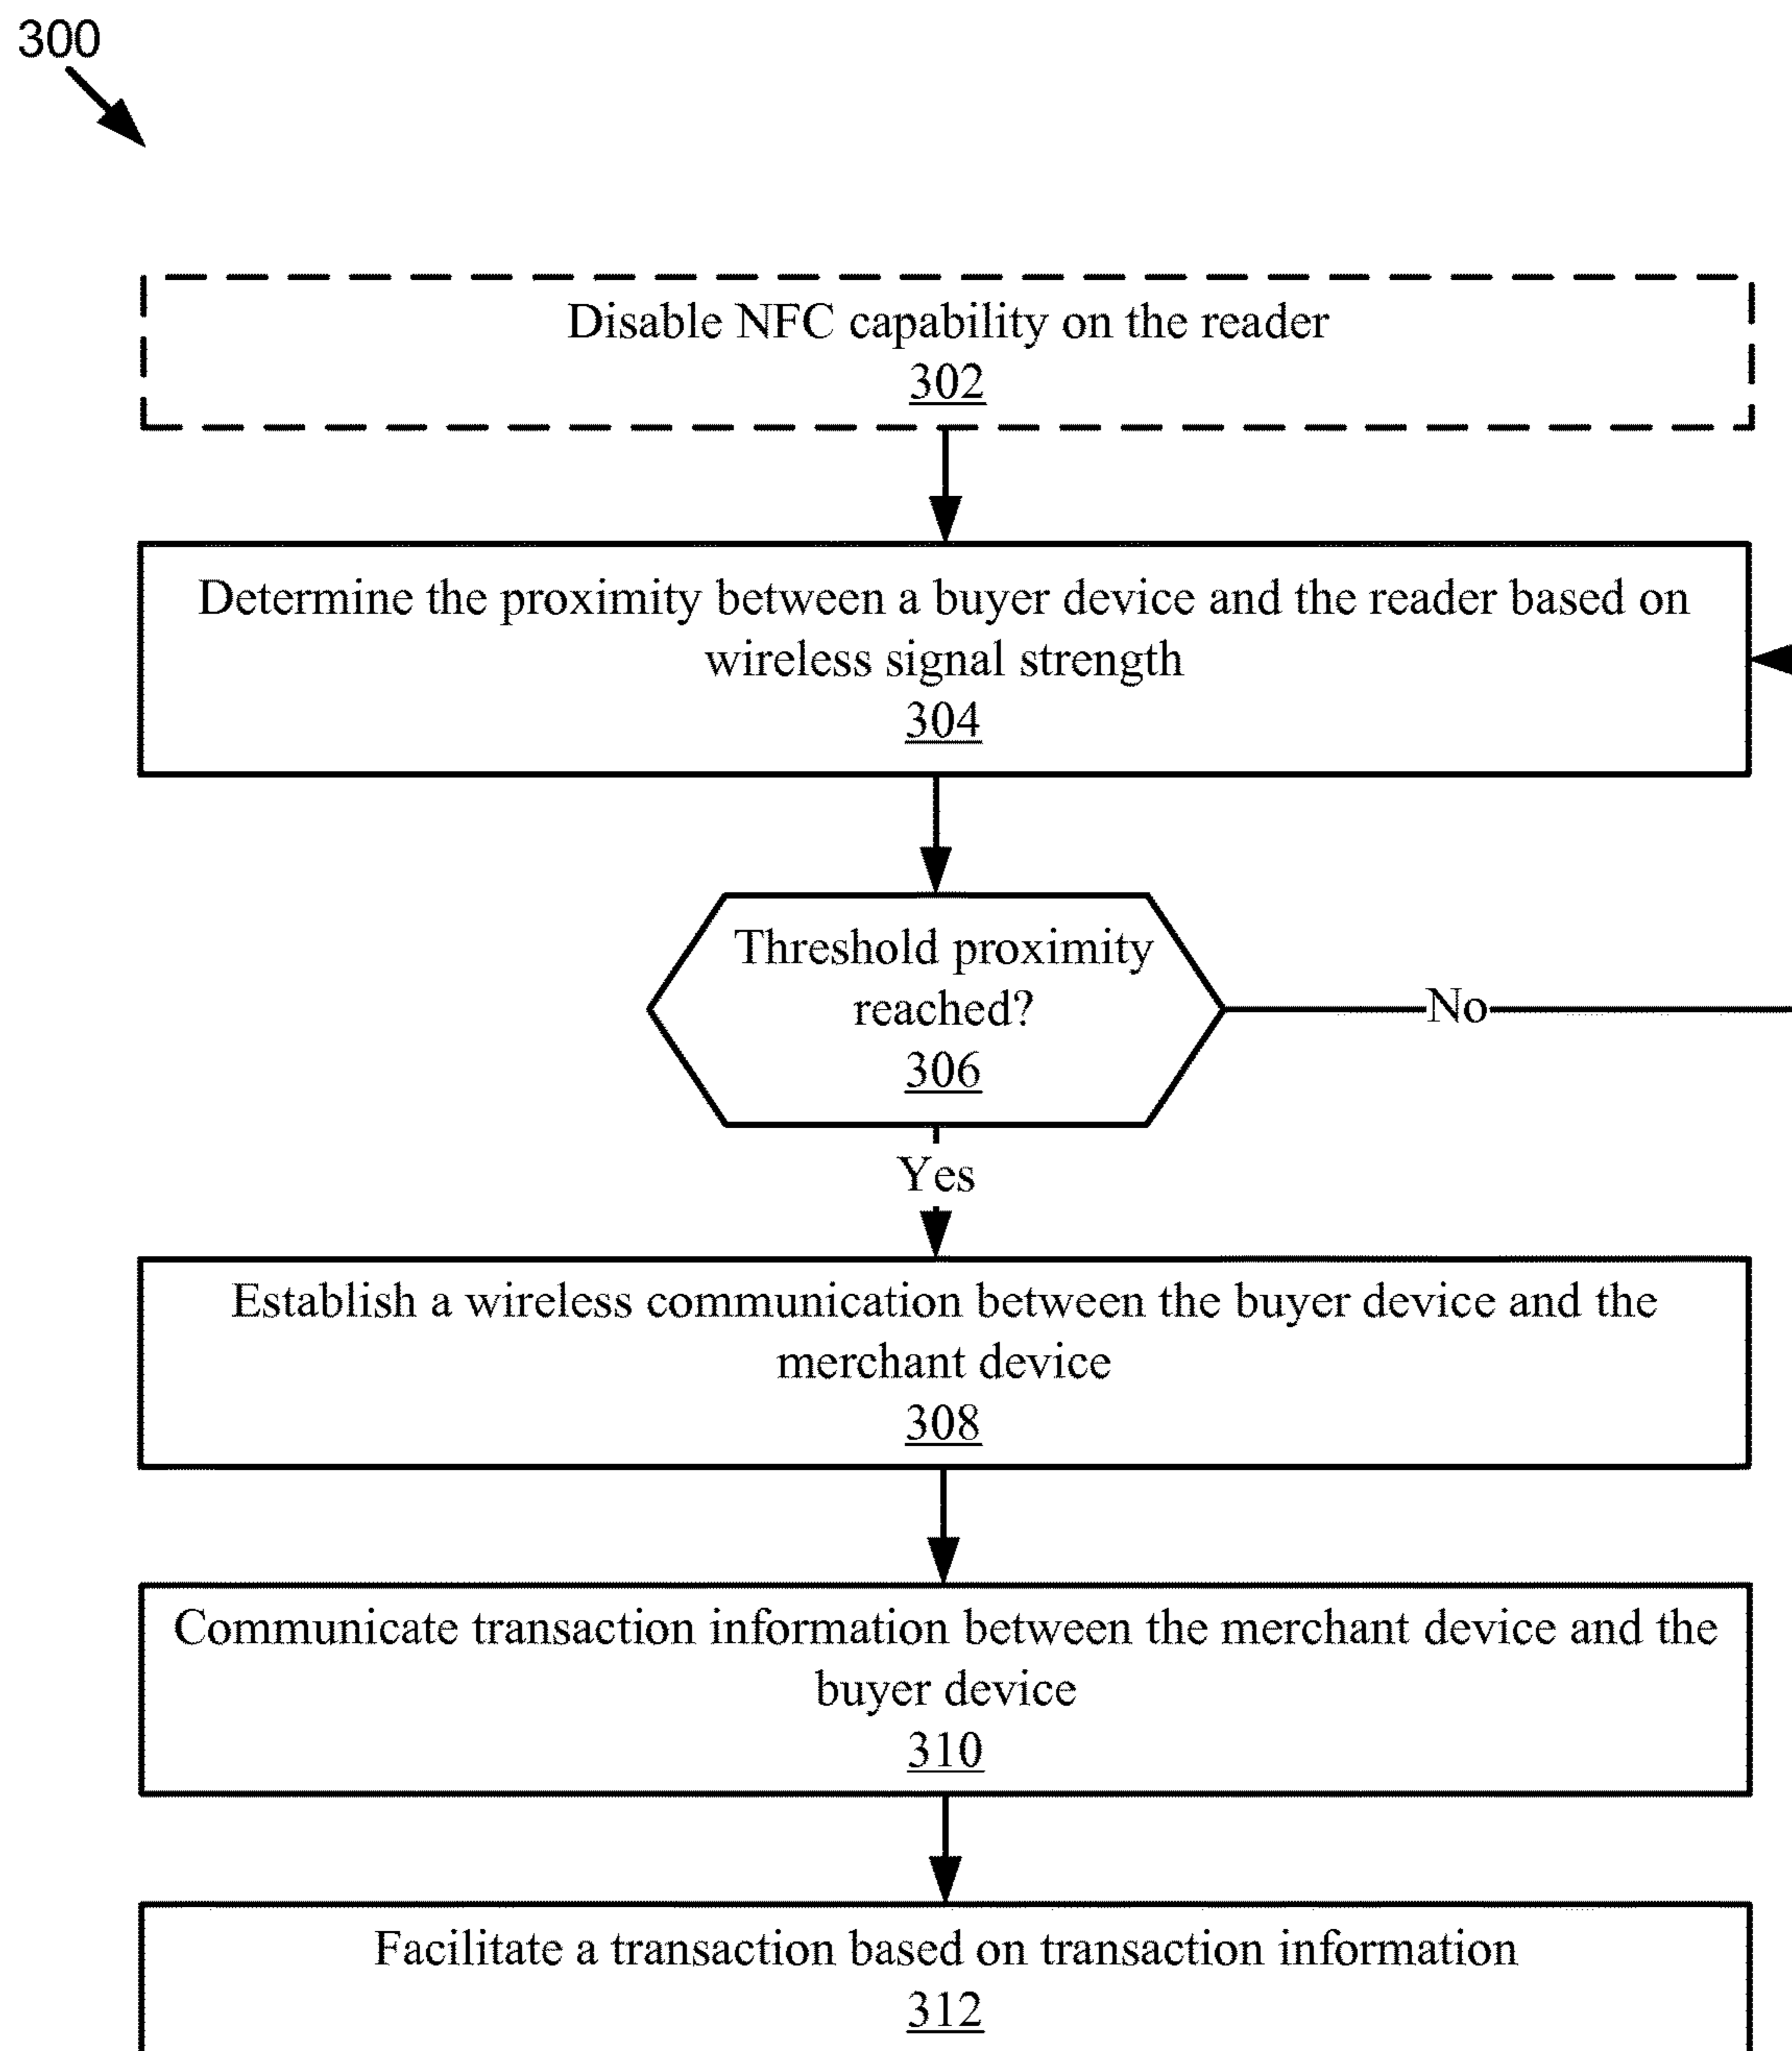 300
Disable NFC capability on the reader
302
Determine the proximity between a buyer device and the reader based on
wireless signal strength
304
Threshold proximity
reached?
306
No
Yes
Establish a wireless communication between the buyer device and the
merchant device
308
Communicate transaction information between the merchant device and the
buyer device
310
Facilitate a transaction based on transaction information
312